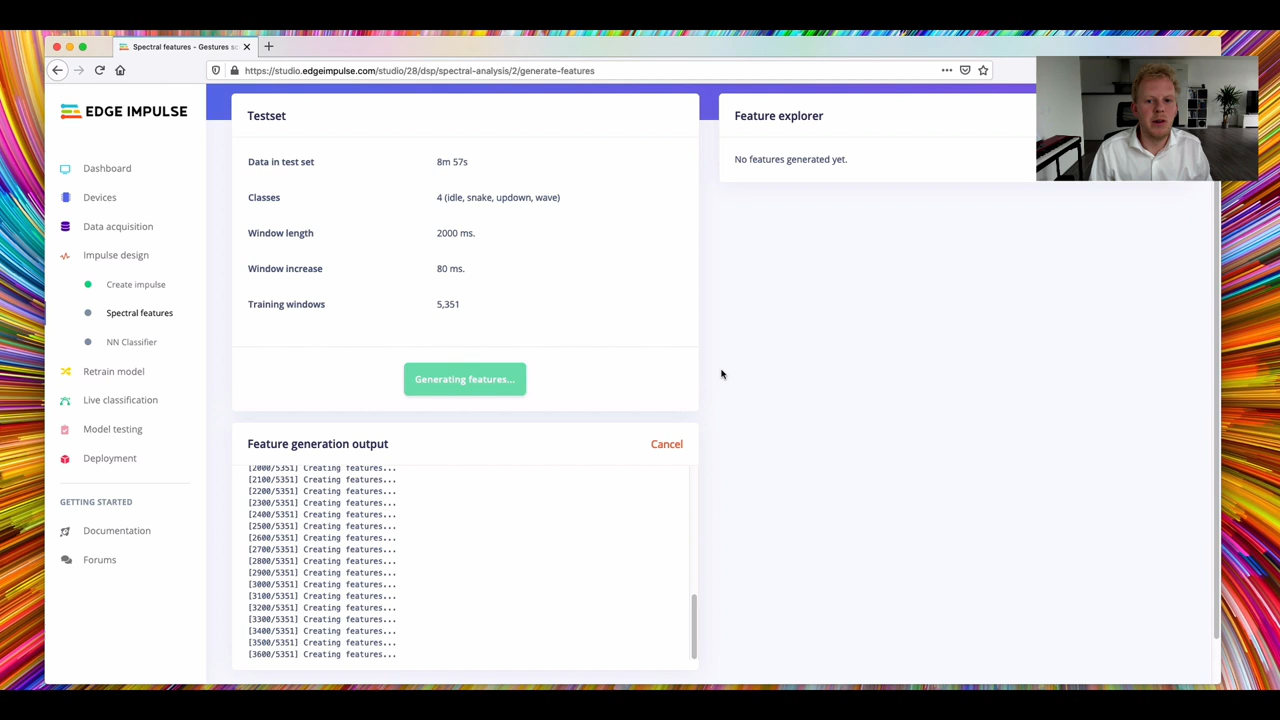 Spectral features - Gestures sc
https://studio.edgeimpulse.com/studio/28/dsp/spectral-analysis/2/generate-features
EDGE IMPULSE
Dashboard
Devices
Data acquisition
Impulse design
Create impulse
Spectral features
NN Classifier
Retrain model
Live classification
Model testing
Deployment
GETTING STARTED
Documentation
Forums
Testset
Data in test set 8m 57s
Classes 4 (idle, snake, updown, wave)
Window length 2000 ms.
Window increase 80 ms.
Training windows 5,351
Generating features...
Feature generation output Cancel
[2000/5351] Creating features...
[2100/5351] Creating features...
[2200/5351] Creating features...
[2300/5351] Creating features...
[2400/5351] Creating features...
[2500/5351] Creating features...
[2600/5351] Creating features...
[2700/5351] Creating features...
[2800/5351] Creating features...
[2900/5351] Creating features...
[3000/5351] Creating features...
[3100/5351] Creating features...
[3200/5351] Creating features...
[3300/5351] Creating features...
[3400/5351] Creating features...
[3500/5351] Creating features...
[3600/5351] Creating features...
Feature explorer
No features generated yet.